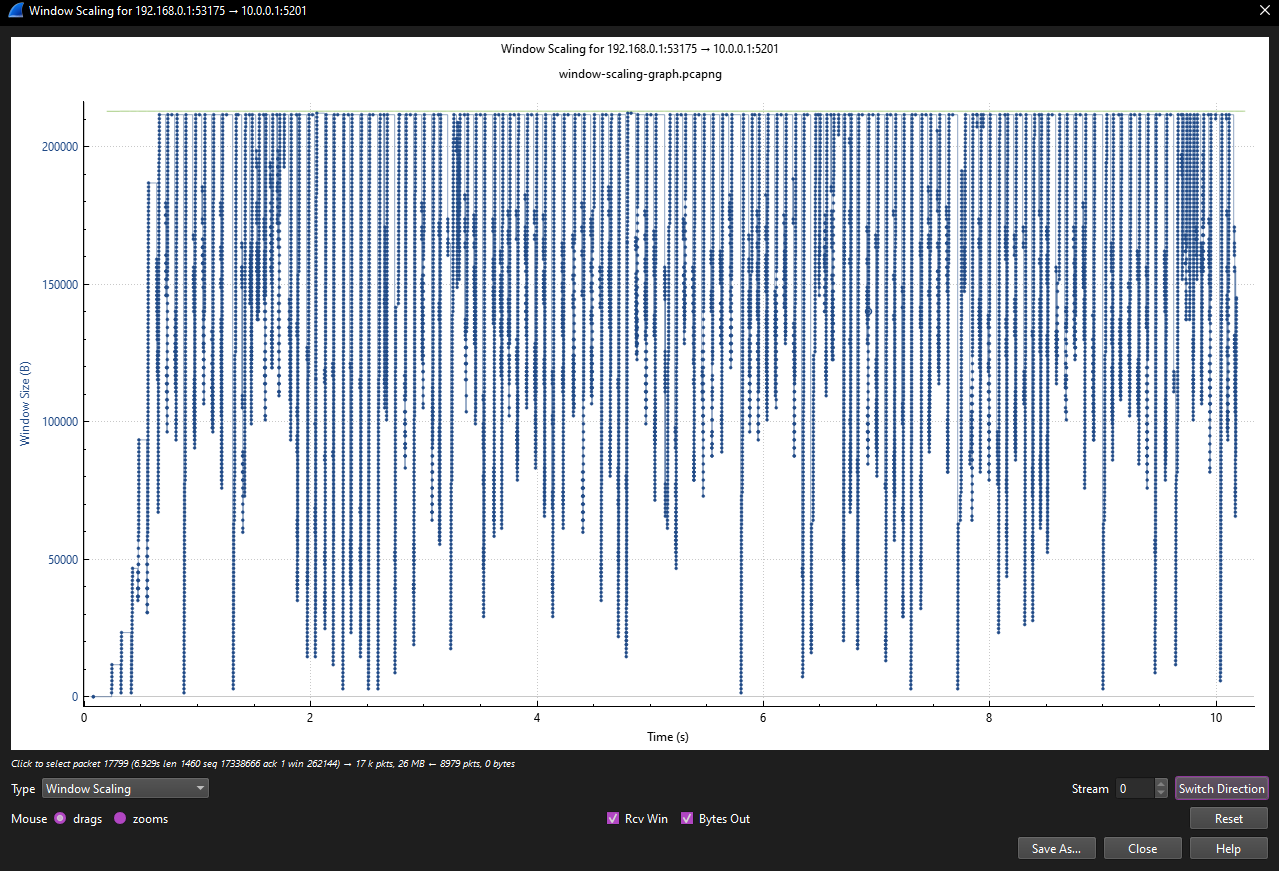 Window Scaling for 192.168.0.1:53175 → 10.0.0.1:5201
Window Scaling for 192.168.0.1:53175 → 10.0.0.1:5201
window-scaling-graph.pcapng
Window Size (B)
200000
150000
100000
50000
0
0 2 4 6 8 10
Time (s)
Click to select packet 17799 (6.929s len 1460 seq 17338666 ack 1 win 262144) → 17 k pkts, 26 MB ← 8979 pkts, 0 bytes
Type Window Scaling Stream 0 Switch Direction
Mouse drags zooms Rcv Win Bytes Out Reset
Save As... Close Help